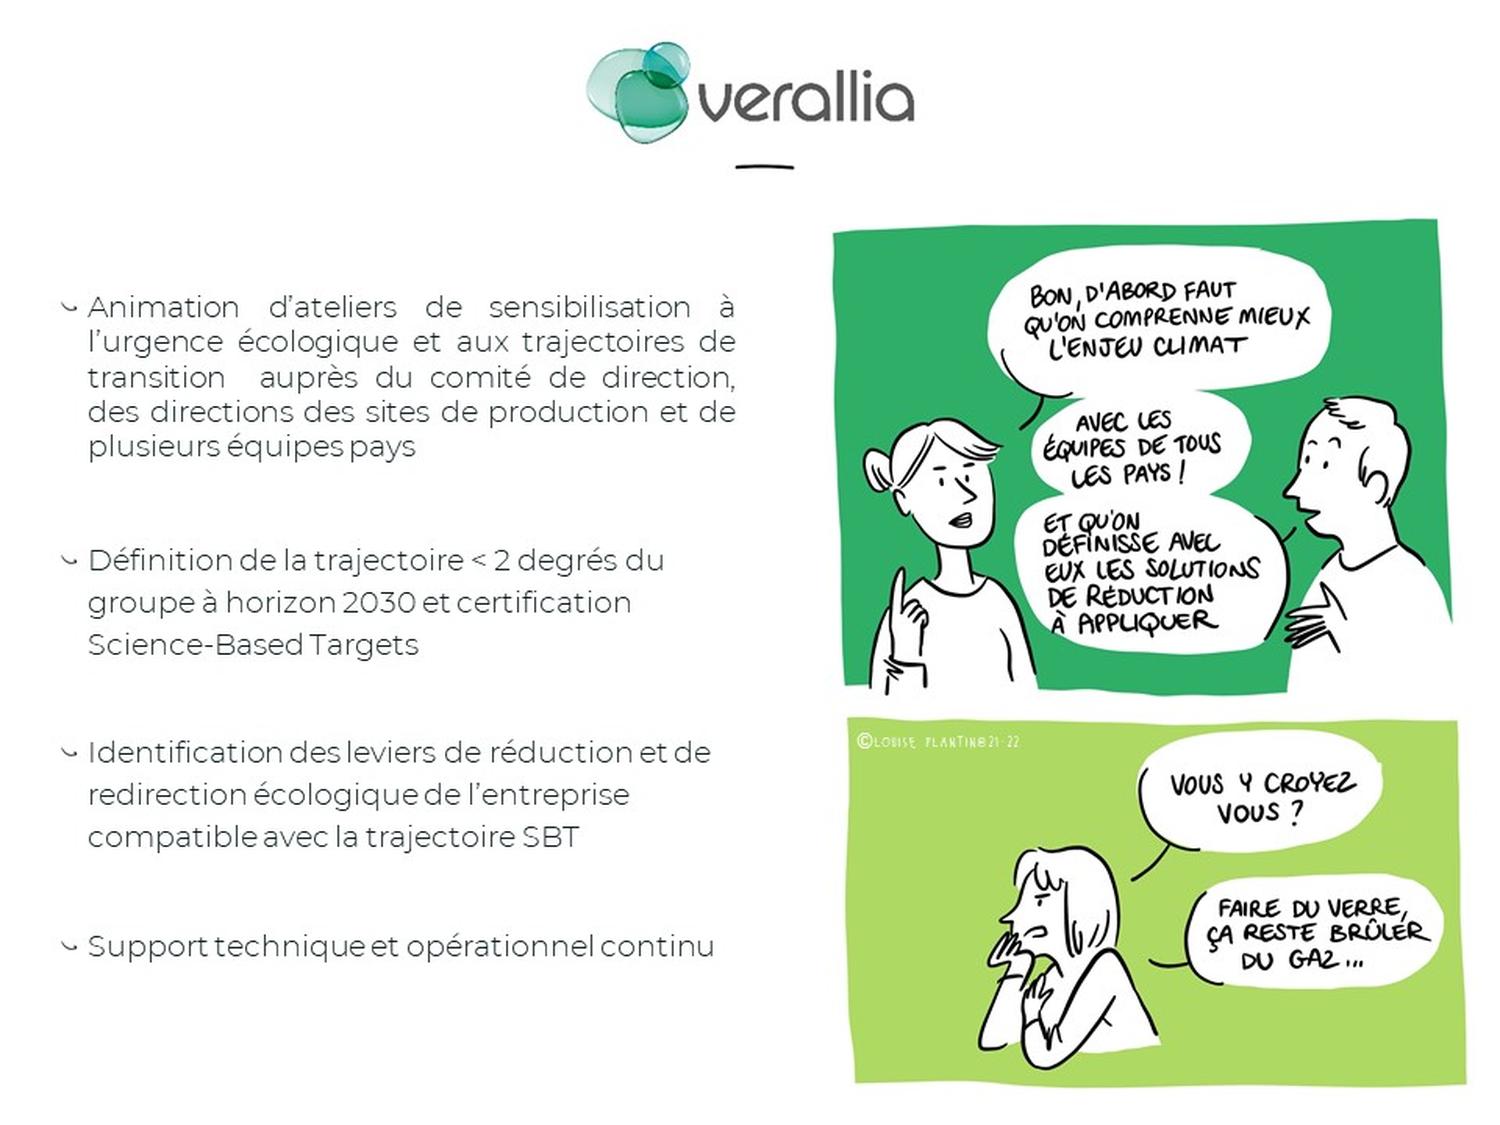 verallia
Animation d’ateliers de sensibilisation à
l’urgence écologique et aux trajectoires de
transition auprès du comité de direction,
des directions des sites de production et de
plusieurs équipes pays
Définition de la trajectoire < 2 degrés du
groupe à horizon 2030 et certification
Science-Based Targets
Identification des leviers de réduction et de
redirection écologique de l’entreprise
compatible avec la trajectoire SBT
Support technique et opérationnel continu
BON, D'ABORD FAUT
QU'ON COMPRENNE MIEUX
L'ENJEU CLIMAT
AVEC LES
ÉQUIPES DE TOUS
LES PAYS !
ET QU'ON
DÉFINISSE AVEC
EUX LES SOLUTIONS
DE RÉDUCTION
À APPLIQUER
©LOUISE PLANTIN@21-22
VOUS Y CROYEZ
VOUS ?
FAIRE DU VERRE,
ÇA RESTE BRÛLER
DU GAZ...